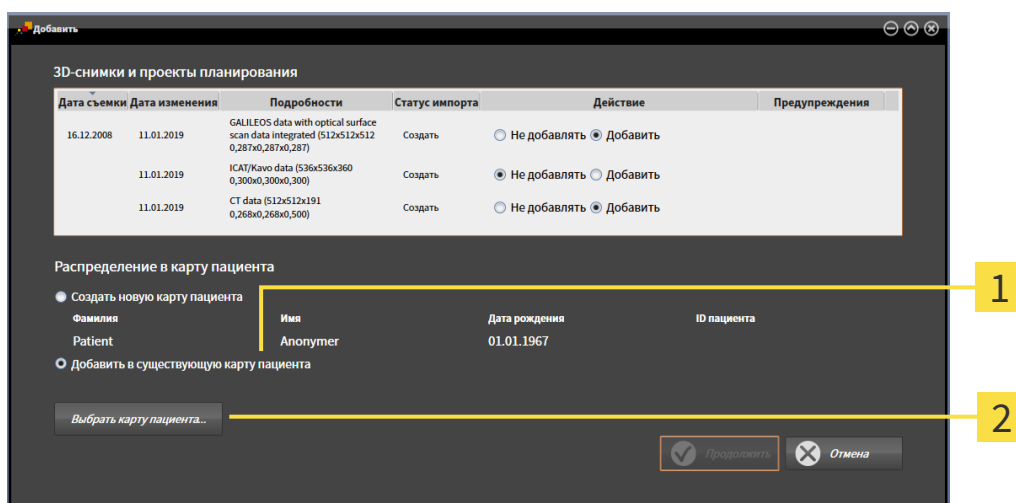 Добавить
3D-снимки и проекты планирования
Дата съемки Дата изменения Подробности Статус импорта Действие Предупреждения
GALILEOS data with optical surface
16.12.2008 11.01.2019 scan data integrated (512x512x512 Создать Не добавлять Добавить
0,287x0,287x0,287)
ICAT/Kavo data (536x536x360
11.01.2019 0,300x0,300x0,300) Создать Не добавлять Добавить
CT data (512x512x191
11.01.2019 0,268x0,268x0,500) Создать Не добавлять Добавить
Распределение в карту пациента
1
Создать новую карту пациента
Фамилия Имя Дата рождения ID пациента
Patient Anonymer 01.01.1967
Добавить в существующую карту пациента
Выбрать карту пациента...
2
Продолжить Отмена